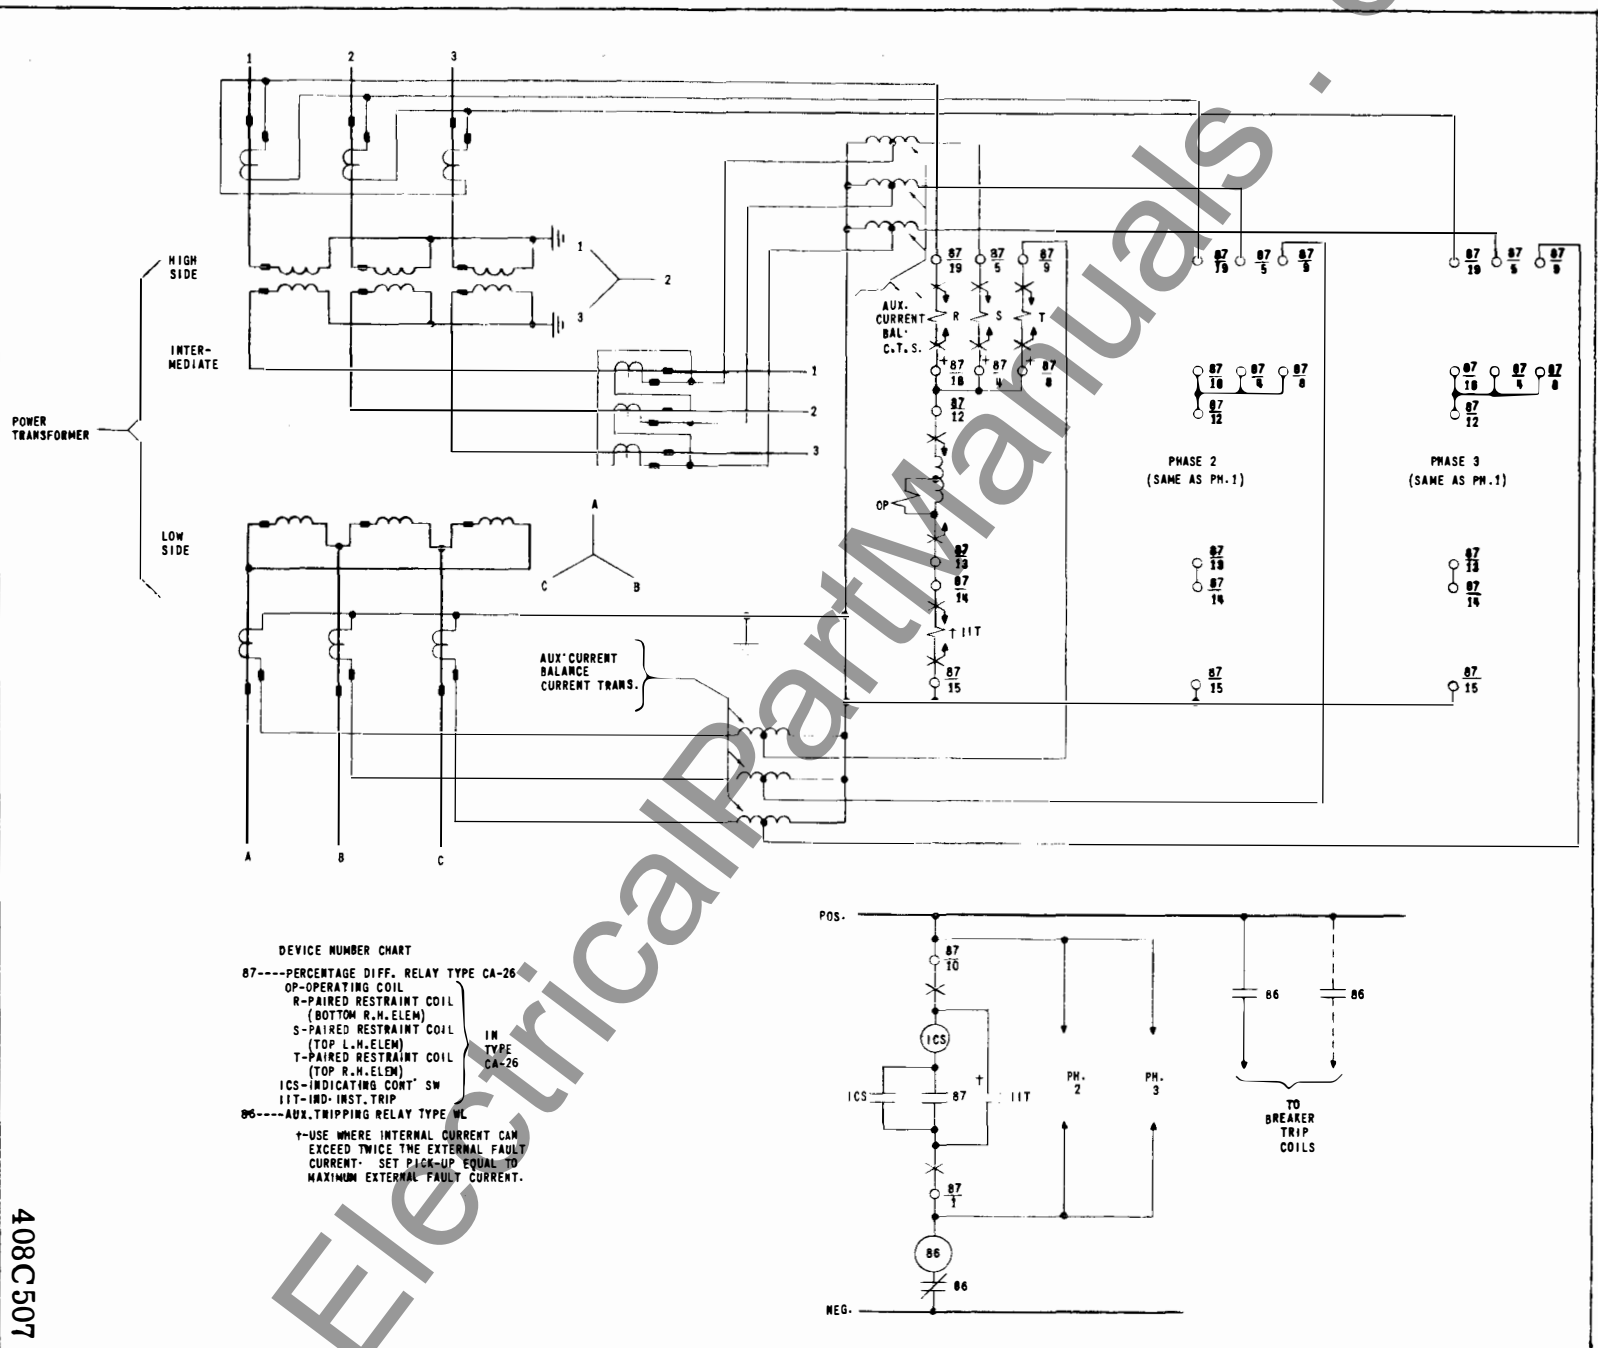 1 2 3
HIGH
SIDE
1
2
3
INTER-
MEDIATE
POWER
TRANSFORMER
LOW
SIDE
1
2
3
A
C B
AUX. CURRENT
BALANCE
CURRENT TRANS.
A B C
AUX.
CURRENT
BAL.
C.T.S.
87
19
87
5
87
9
R S T
+ + +
87
18
87
4
87
8
87
12
OP
87
13
87
14
† IIT
87
15
87
19
87
5
87
9
87
18
87
4
87
8
87
12
PHASE 2
(SAME AS PH.1)
87
13
87
14
87
15
87
19
87
5
87
9
87
18
87
4
87
8
87
12
PHASE 3
(SAME AS PH.1)
87
13
87
14
87
15
DEVICE NUMBER CHART
87----PERCENTAGE DIFF. RELAY TYPE CA-26
OP-OPERATING COIL
R-PAIRED RESTRAINT COIL
(BOTTOM R.H.ELEM)
S-PAIRED RESTRAINT COIL
(TOP L.H.ELEM)
T-PAIRED RESTRAINT COIL
(TOP R.H.ELEM)
ICS-INDICATING CONT' SW
IIT-IND. INST. TRIP
IN
TYPE
CA-26
86----AUX.TRIPPING RELAY TYPE WL
†-USE WHERE INTERNAL CURRENT CAN
EXCEED TWICE THE EXTERNAL FAULT
CURRENT. SET PICK-UP EQUAL TO
MAXIMUM EXTERNAL FAULT CURRENT.
POS.
87
10
ICS
ICS
87
†
IIT
87
1
86
86
NEG.
PH.
2
PH.
3
86
86
TO
BREAKER
TRIP
COILS
408C507
ElectricalPartManuals .